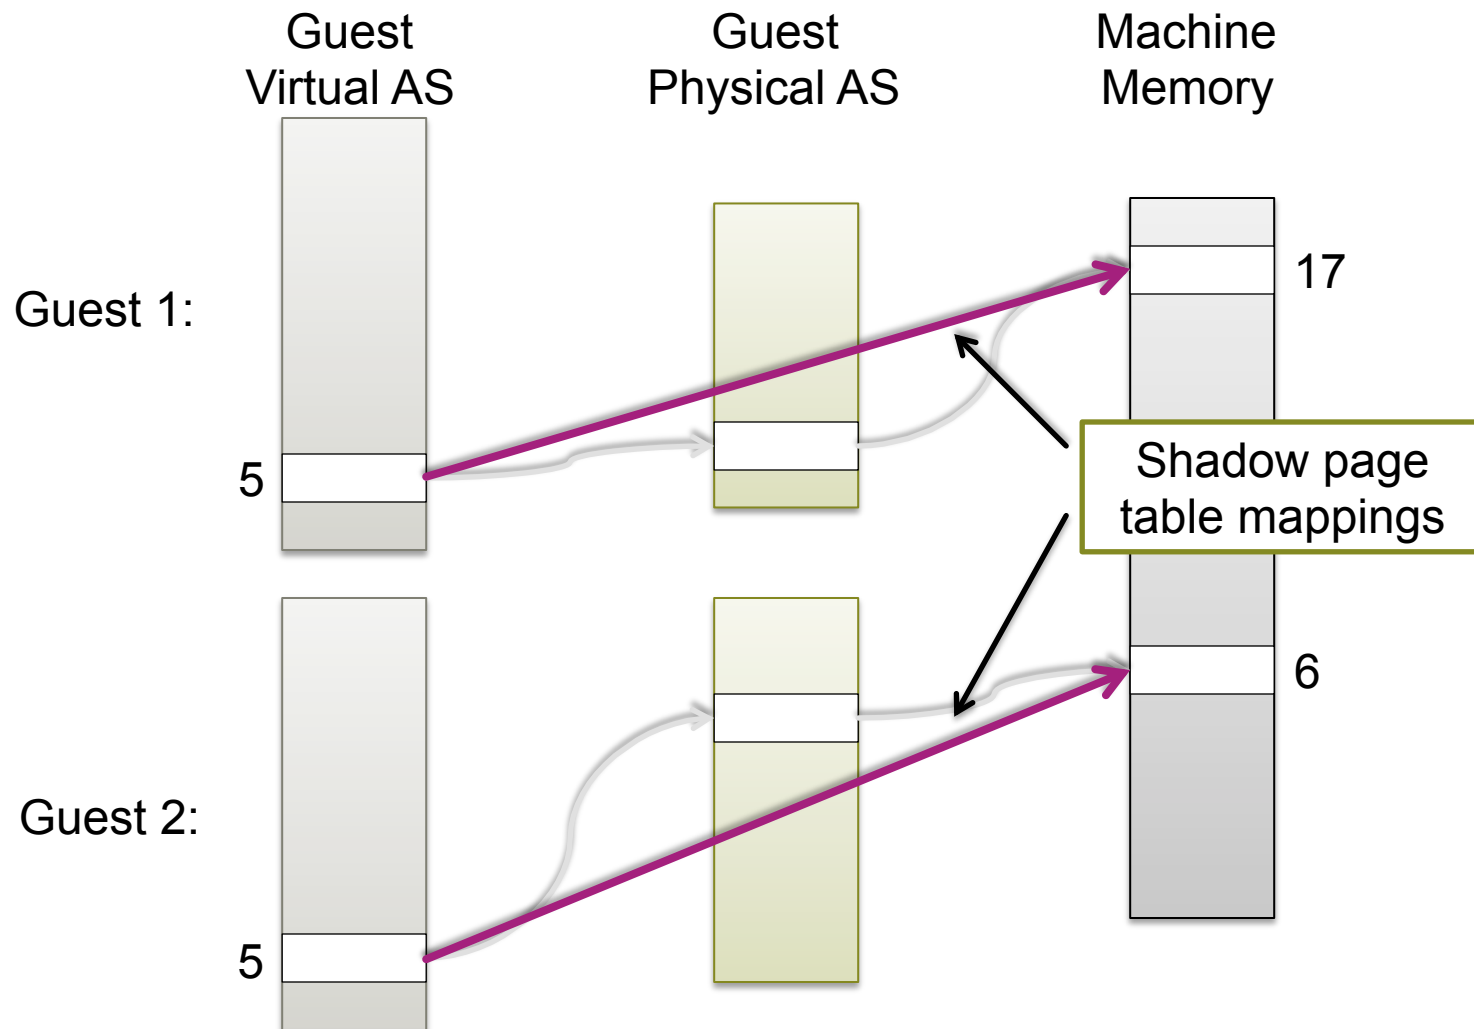 Guest
Virtual AS
Guest
Physical AS
Machine
Memory
Guest 1:
17
5
Shadow page
table mappings
6
Guest 2:
5